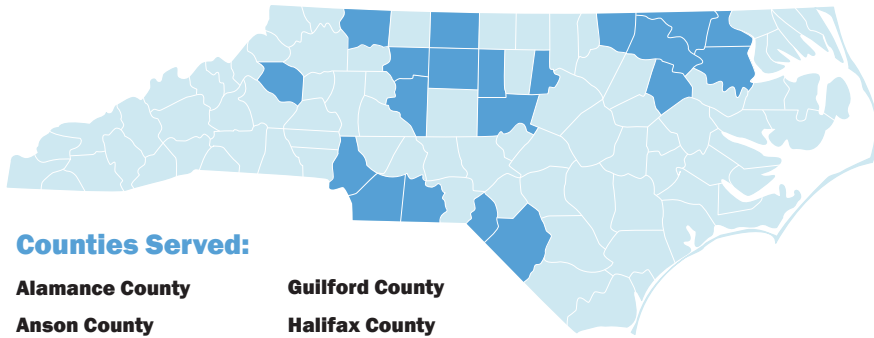 Counties Served:
Alamance County
Anson County
Guilford County
Halifax County